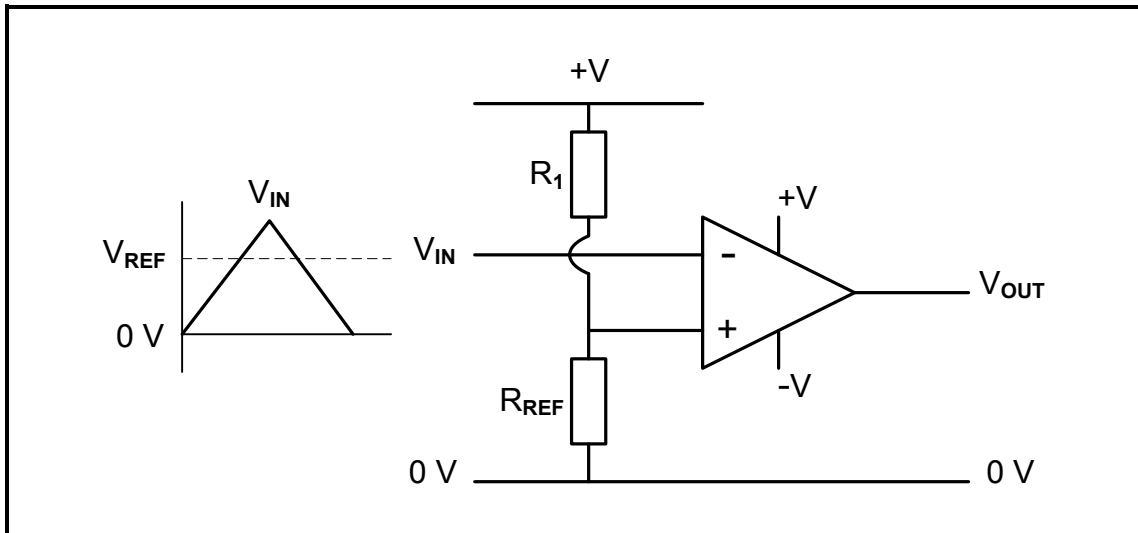 V_IN
V_REF
0 V
+V
R_1
V_IN
-
+
+V
-V
V_OUT
R_REF
0 V
0 V